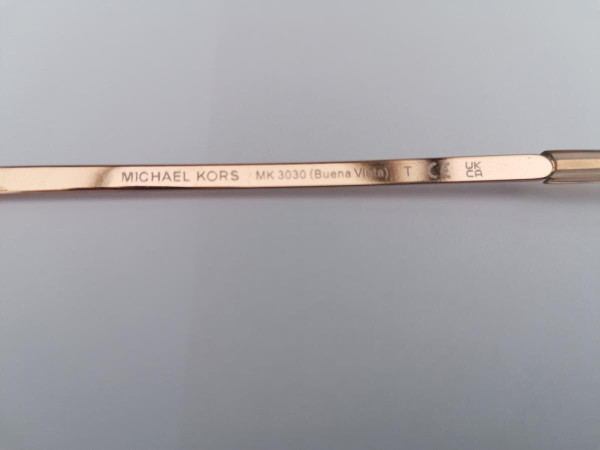 MICHAEL KORS MK 3030 (Buena Vista) T CE UK CA